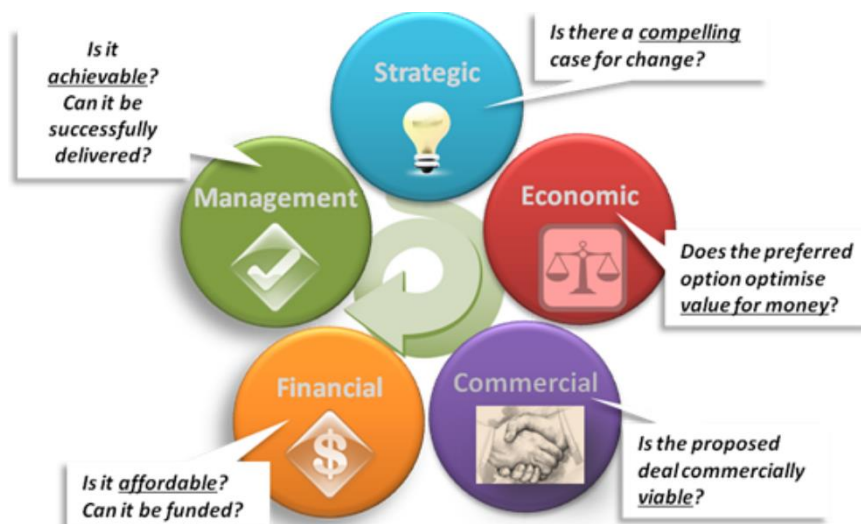 Strategic
Is there a compelling
case for change?
Economic
Does the preferred
option optimise
value for money?
Commercial
Is the proposed
deal commercially
viable?
Financial
$
Is it affordable?
Can it be funded?
Management
Is it
achievable?
Can it be
successfully
delivered?